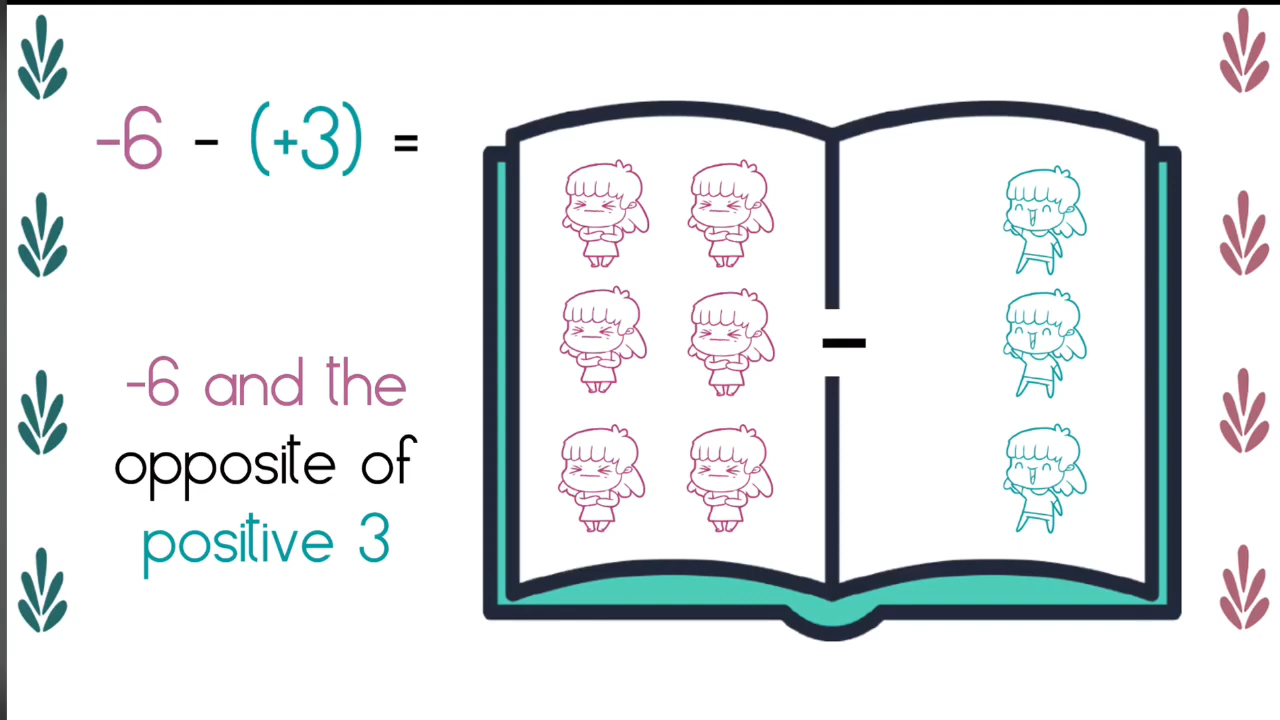 -6 - (+3) =
-6 and the
opposite of
positive 3
-